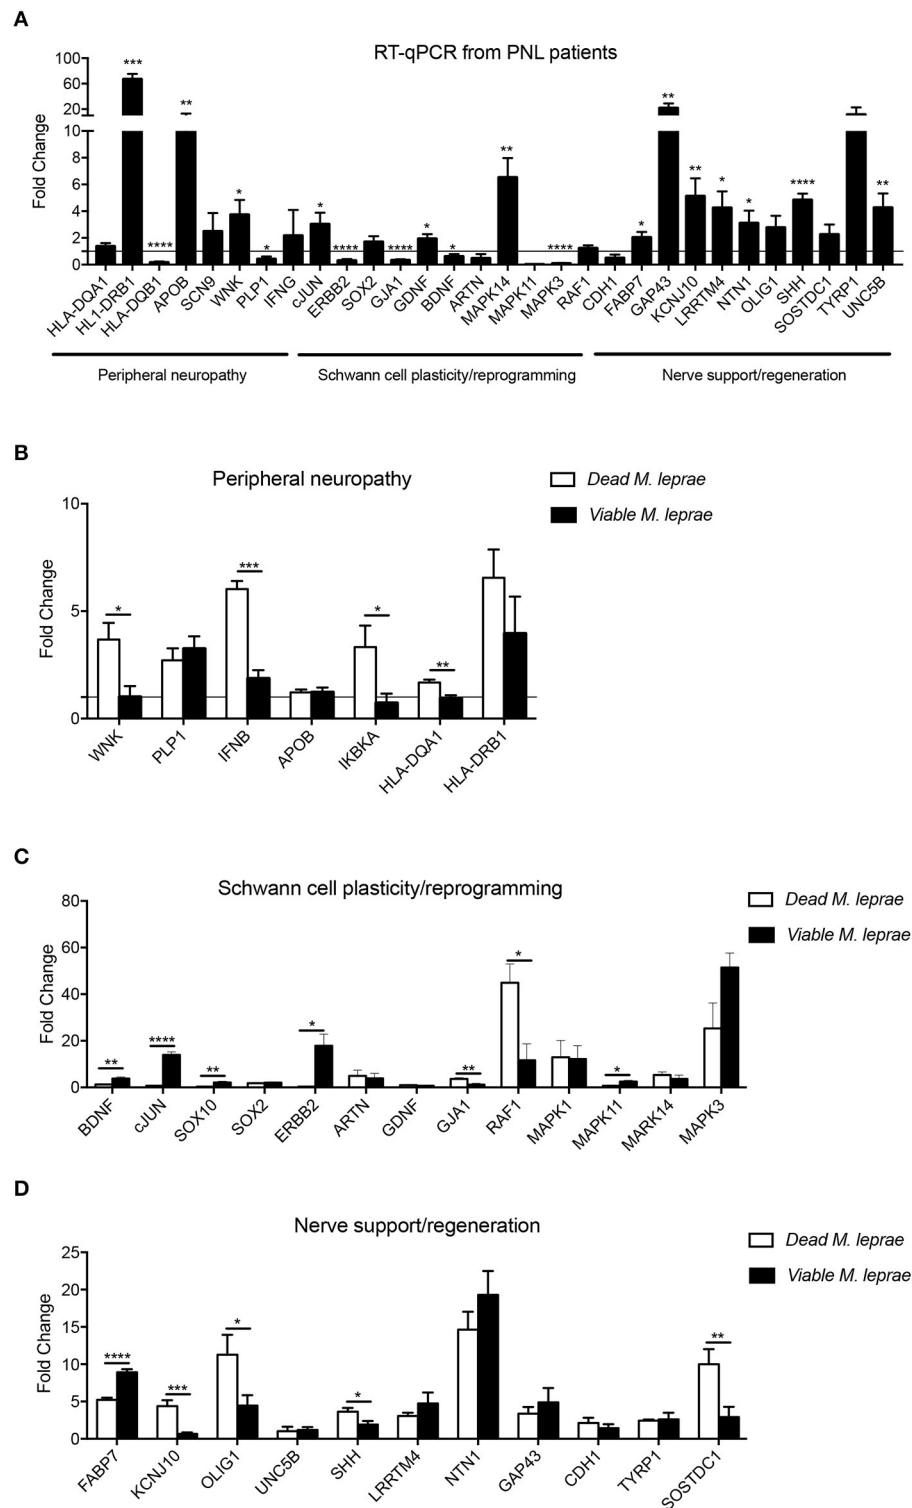 A
RT-qPCR from PNL patients
Fold Change
100
60
20
10
8
6
4
2
0
***
**
****
*
*
*
****
****
*
*
**
****
*
**
**
*
*
****
**
HLA-DQA1
HL1-DRB1
HLA-DQB1
APOB
SCN9
WNK
PLP1
IFNG
cJUN
ERBB2
SOX2
GJA1
GDNF
BDNF
ARTN
MAPK14
MAPK11
MAPK3
RAF1
CDH1
FABP7
GAP43
KCNJ10
LRRTM4
NTN1
OLIG1
SHH
SOSTDC1
TYRP1
UNC5B
Peripheral neuropathy
Schwann cell plasticity/reprogramming
Nerve support/regeneration
B
Peripheral neuropathy
Dead M. leprae
Viable M. leprae
Fold Change
10
5
0
*
***
*
**
WNK
PLP1
IFNB
APOB
IKBKA
HLA-DQA1
HLA-DRB1
C
Schwann cell plasticity/reprogramming
Dead M. leprae
Viable M. leprae
Fold Change
80
60
40
20
0
**
****
**
*
**
*
*
BDNF
cJUN
SOX10
SOX2
ERBB2
ARTN
GDNF
GJA1
RAF1
MAPK1
MAPK11
MARK14
MAPK3
D
Nerve support/regeneration
Dead M. leprae
Viable M. leprae
Fold Change
25
20
15
10
5
0
****
***
*
*
**
FABP7
KCNJ10
OLIG1
UNC5B
SHH
LRRTM4
NTN1
GAP43
CDH1
TYRP1
SOSTDC1